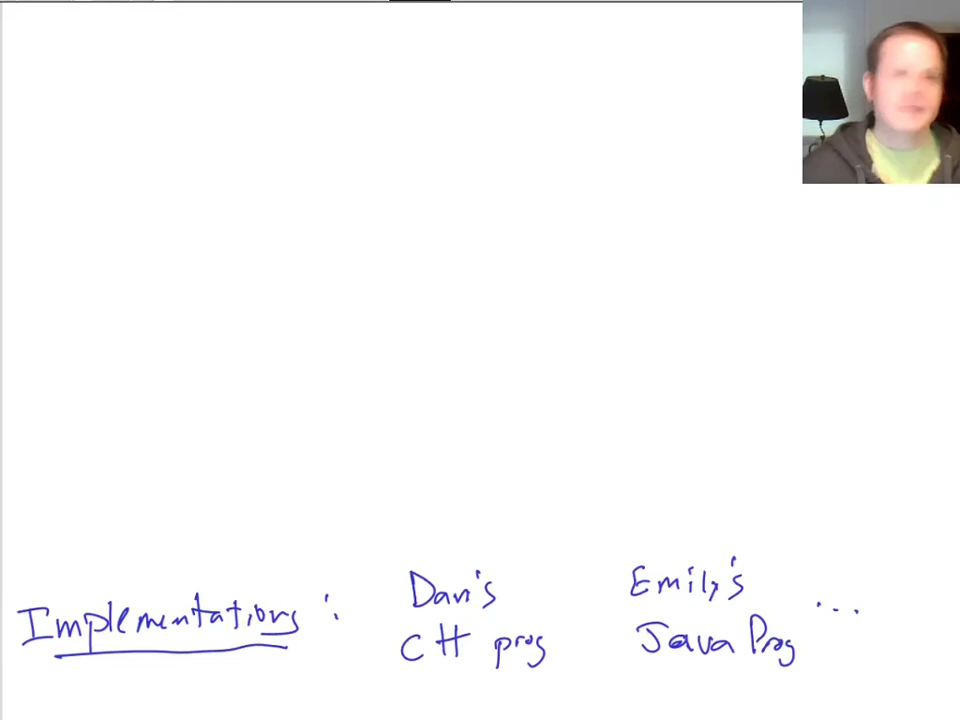 Implementations:
Dan's
C++ prog
Emily's
Java Prog
...